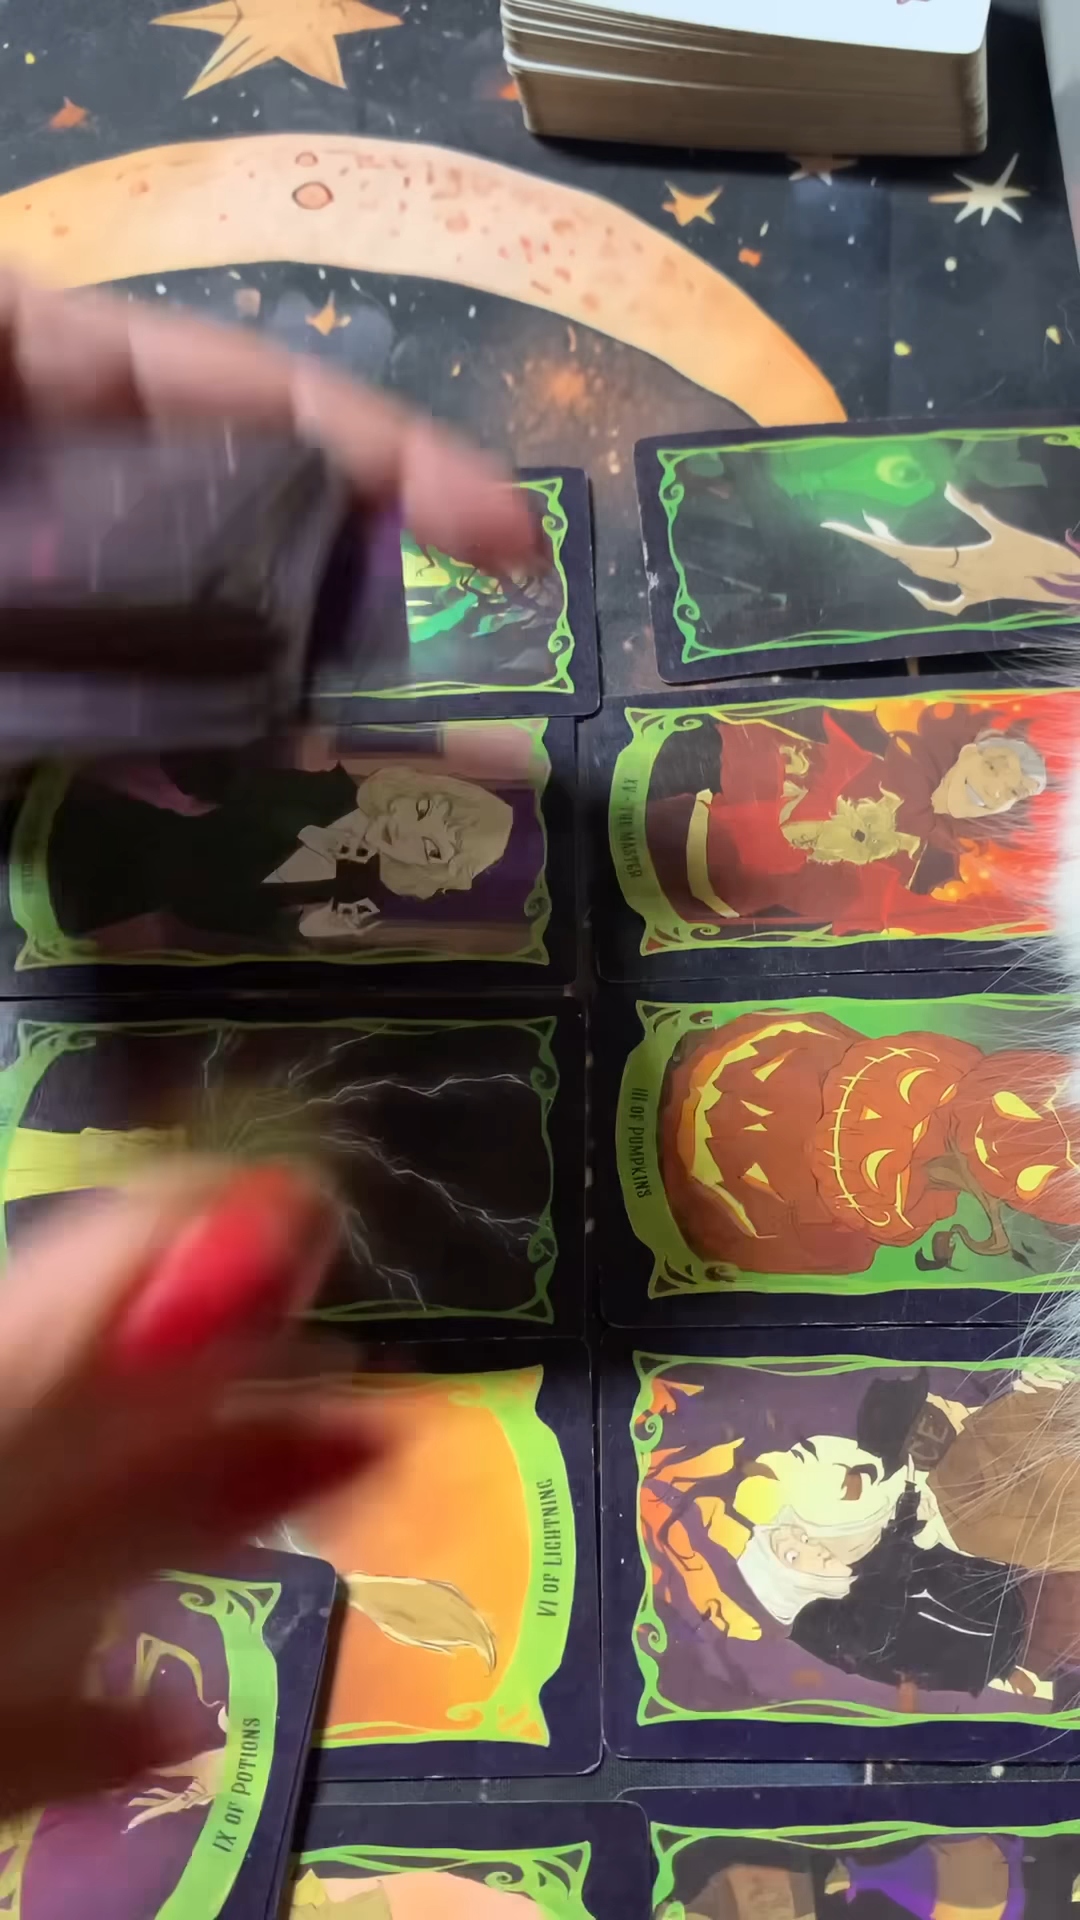 XV - THE MASTER
III OF PUMPKINS
VI OF LIGHTNING
IX OF POTIONS